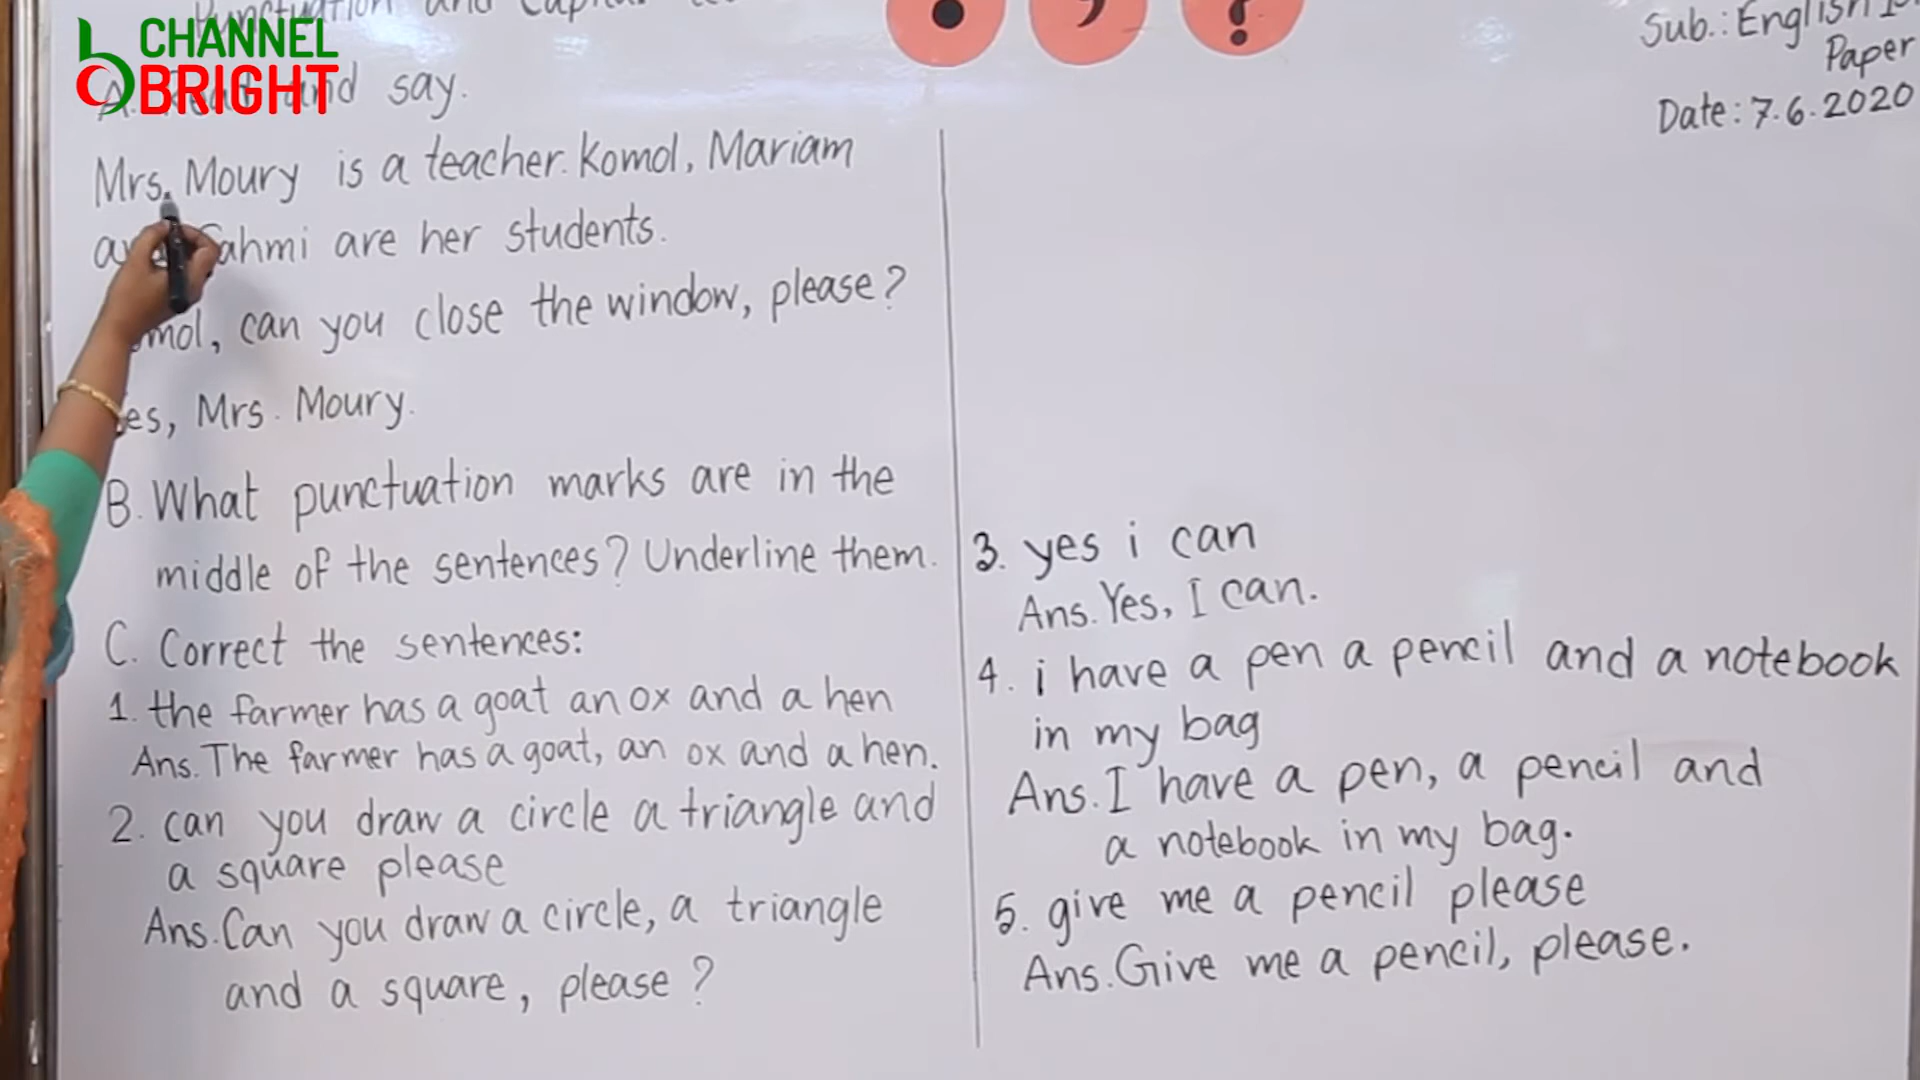 Punctuation and Capital
CHANNEL
BRIGHT
A. Read and say.
Mrs. Moury is a teacher. Komol, Mariam
are her students.
can you close the window, please?
Mrs. Moury.
B. What punctuation marks are in the
middle of the sentences? Underline them.
C. Correct the sentences:
1. the farmer has a goat an ox and a hen
Ans. The farmer has a goat, an ox and a hen.
2. can you draw a circle a triangle and
a square please
Ans. Can you draw a circle, a triangle
and a square, please?
. , ?
Sub.: English
Paper
Date: 7.6.2020
3. yes i can
Ans. Yes, I can.
4. i have a pen a pencil and a notebook
in my bag
Ans. I have a pen, a pencil and
a notebook in my bag.
5. give me a pencil please
Ans. Give me a pencil, please.